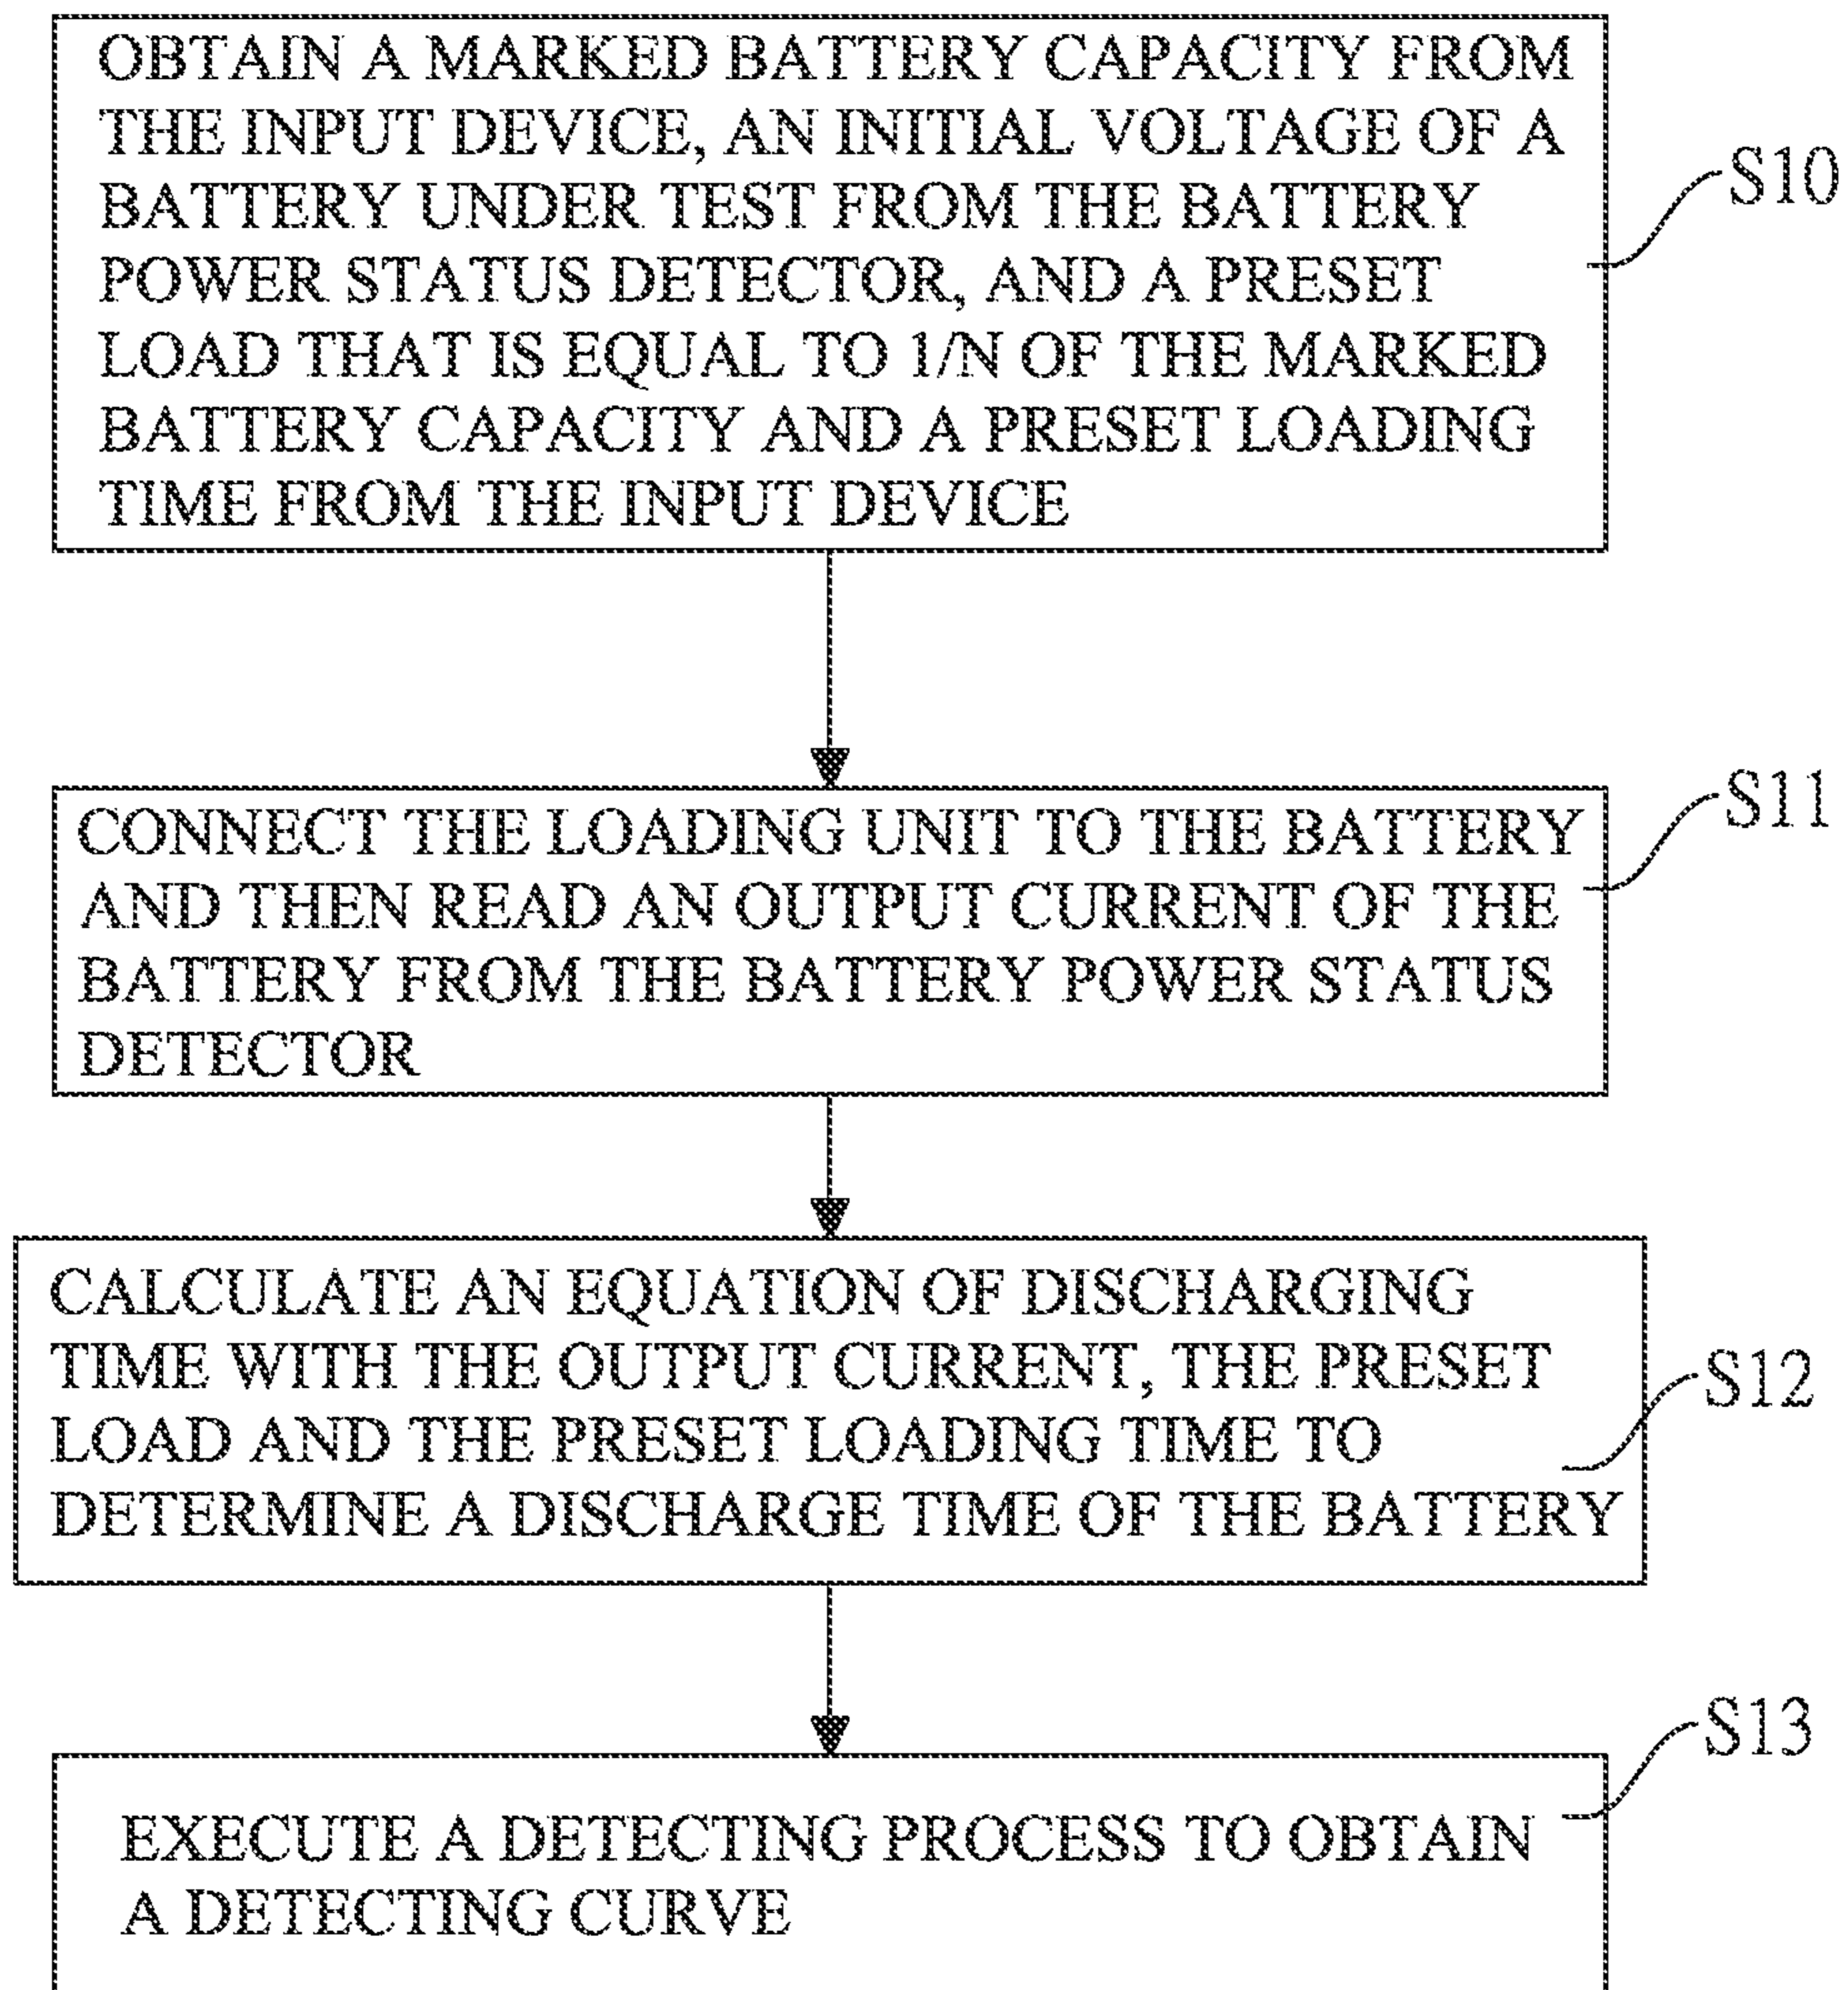 OBTAIN A MARKED BATTERY CAPACITY FROM
THE INPUT DEVICE, AN INITIAL VOLTAGE OF A
BATTERY UNDER TEST FROM THE BATTERY
POWER STATUS DETECTOR, AND A PRESET
LOAD THAT IS EQUAL TO 1/N OF THE MARKED
BATTERY CAPACITY AND A PRESET LOADING
TIME FROM THE INPUT DEVICE
S10
CONNECT THE LOADING UNIT TO THE BATTERY
AND THEN READ AN OUTPUT CURRENT OF THE
BATTERY FROM THE BATTERY POWER STATUS
DETECTOR
S11
CALCULATE AN EQUATION OF DISCHARGING
TIME WITH THE OUTPUT CURRENT, THE PRESET
LOAD AND THE PRESET LOADING TIME TO
DETERMINE A DISCHARGE TIME OF THE BATTERY
S12
EXECUTE A DETECTING PROCESS TO OBTAIN
A DETECTING CURVE
S13